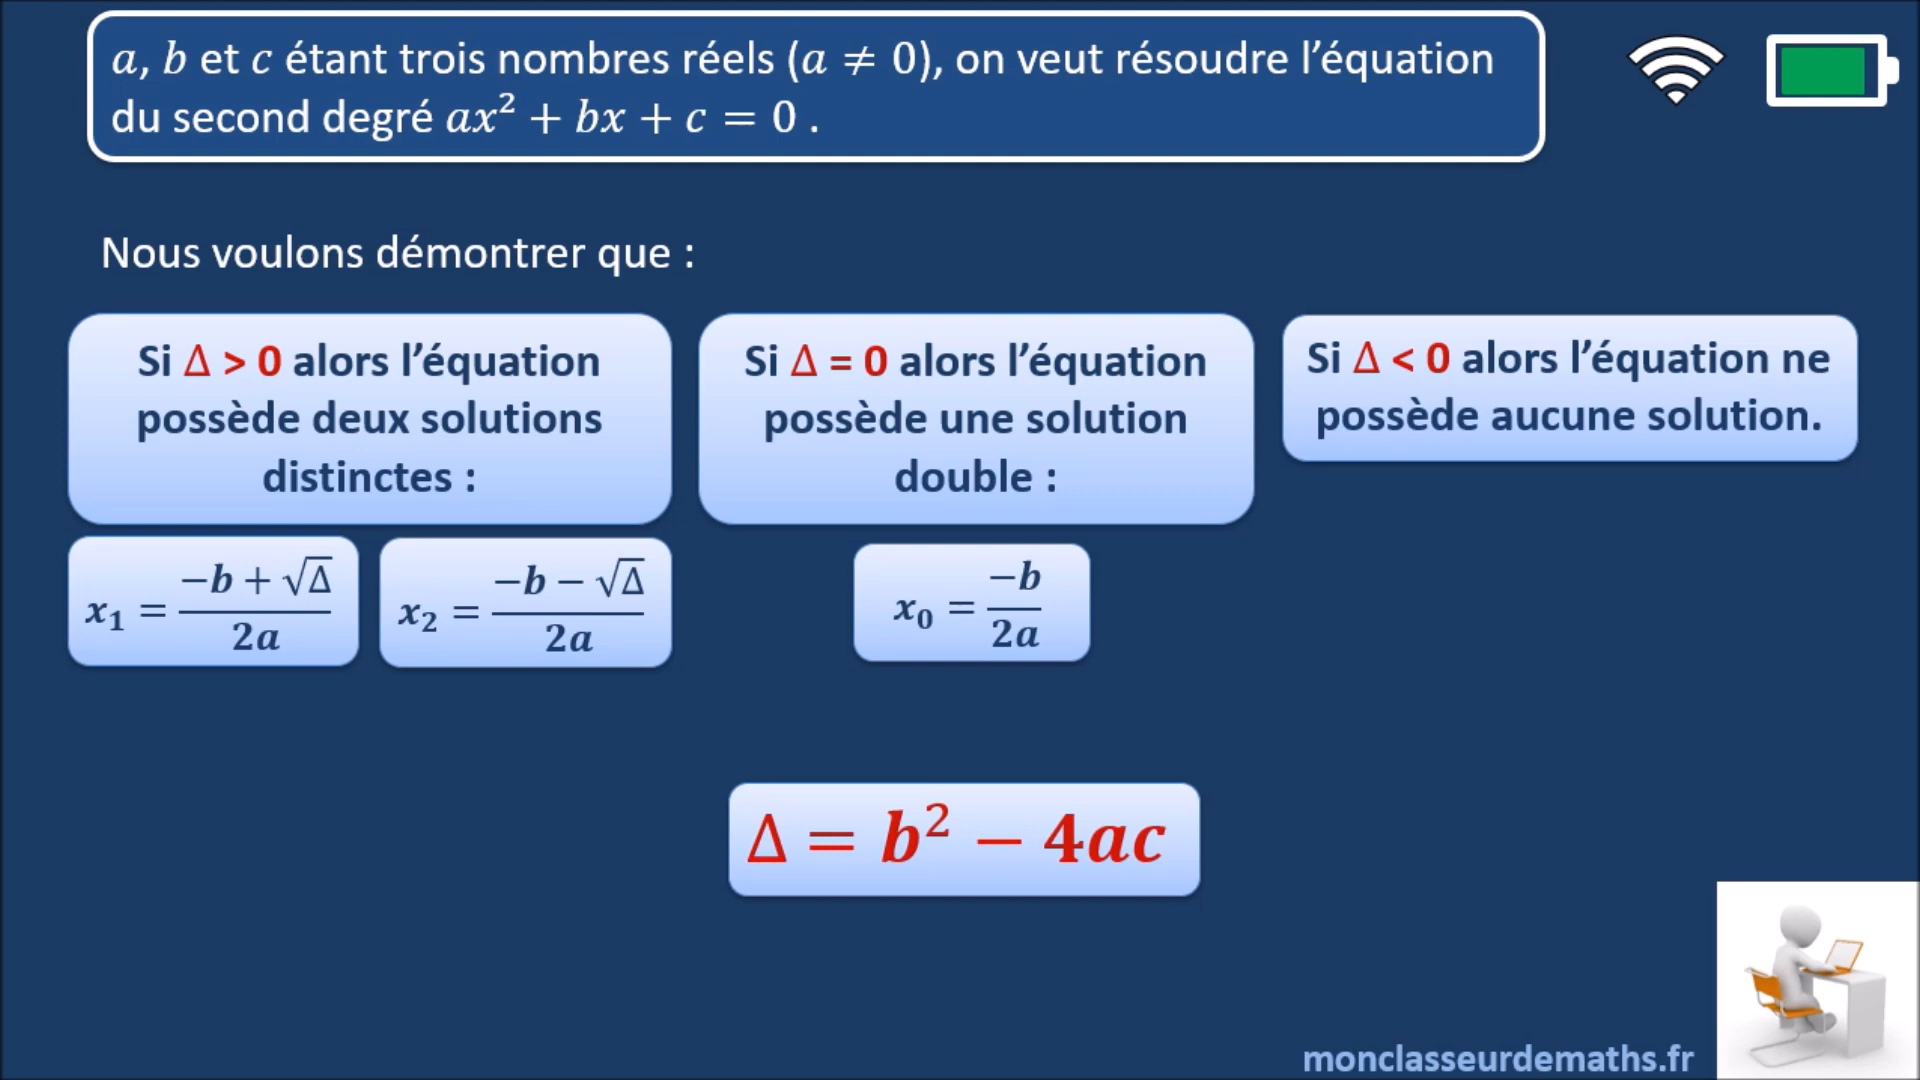 a, b et c étant trois nombres réels (a ≠ 0), on veut résoudre l’équation
du second degré ax² + bx + c = 0 .
Nous voulons démontrer que :
Si Δ > 0 alors l’équation
possède deux solutions
distinctes :
x₁ = (−b + √Δ)/2a
x₂ = (−b − √Δ)/2a
Si Δ = 0 alors l’équation
possède une solution
double :
x₀ = −b/2a
Si Δ < 0 alors l’équation ne
possède aucune solution.
Δ = b² − 4ac
monclasseurdemaths.fr